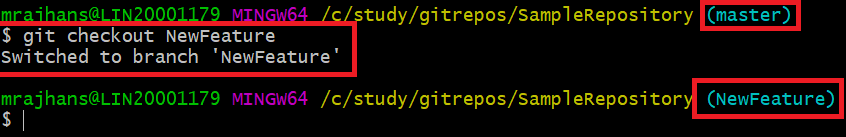 mrajhans@LIN20001179 MINGW64 /c/study/gitrepos/SampleRepository (master)
$ git checkout NewFeature
Switched to branch 'NewFeature'
mrajhans@LIN20001179 MINGW64 /c/study/gitrepos/SampleRepository (NewFeature)
$